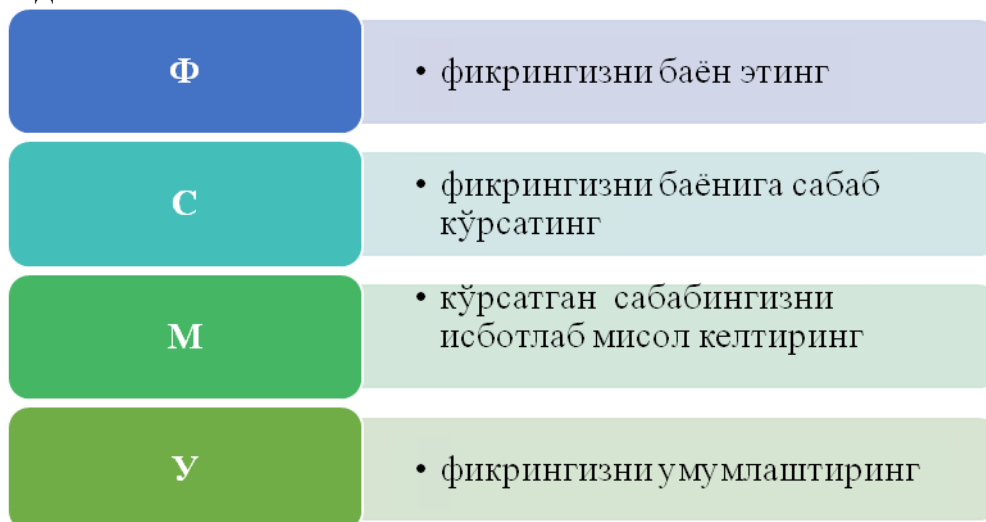 Ф
• фикрингизни баён этинг
С
• фикрингизни баёнига сабаб
кўрсатинг
М
• кўрсатган сабабингизни
исботлаб мисол келтиринг
У
• фикрингизни умумлаштиринг